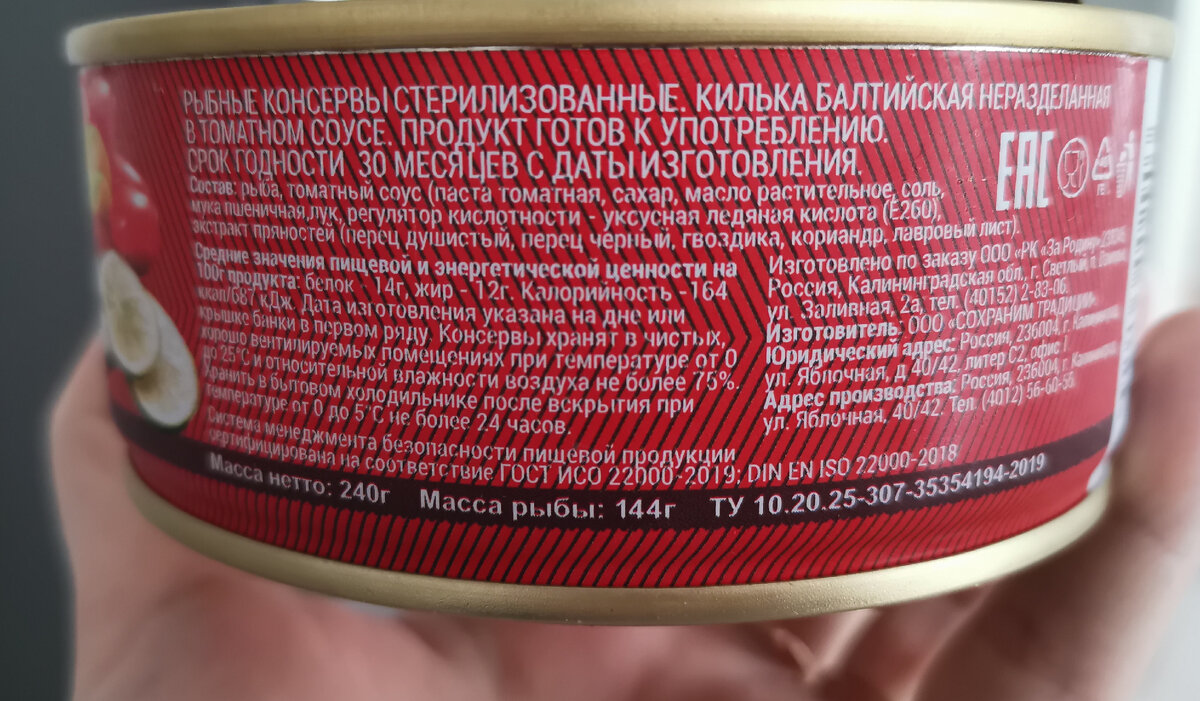 РЫБНЫЕ КОНСЕРВЫ СТЕРИЛИЗОВАННЫЕ. КИЛЬКА БАЛТИЙСКАЯ НЕРАЗДЕЛАННАЯ
В ТОМАТНОМ СОУСЕ. ПРОДУКТ ГОТОВ К УПОТРЕБЛЕНИЮ.
СРОК ГОДНОСТИ 30 МЕСЯЦЕВ С ДАТЫ ИЗГОТОВЛЕНИЯ.
EAC
Состав: рыба, томатный соус (паста томатная, сахар, масло растительное, соль,
мука пшеничная, лук, регулятор кислотности - уксусная ледяная кислота (Е260),
экстракт пряностей (перец душистый, перец черный, гвоздика, кориандр, лавровый лист).
Средние значения пищевой и энергетической ценности на
100г продукта: белок - 14г, жир - 12г. Калорийность -164
ккал/687 кДж. Дата изготовления указана на дне или
крышке банки в первом ряду. Консервы хранят в чистых,
хорошо вентилируемых помещениях при температуре от 0
до 25°С и относительной влажности воздуха не более 75%.
Хранить в бытовом холодильнике после вскрытия при
температуре от 0 до 5°С не более 24 часов.
Система менеджмента безопасности пищевой продукции
сертифицирована на соответствие ГОСТ ИСО 22000-2019; DIN EN ISO 22000-2018
Изготовлено по заказу ООО «РК «За Родину»
Россия, Калининградская обл., г. Светлый, п.
ул. Заливная, 2а, тел. (40152) 2-83-06.
Изготовитель: ООО «СОХРАНИМ ТРАДИЦИИ»
Юридический адрес: Россия, 236004, г. Калининград,
ул. Яблочная, д 40/42, литер С2, офис 1
Адрес производства: Россия, 236004, г. Калининград,
ул. Яблочная, 40/42. Тел. (4012) 56-60-56.
Масса нетто: 240г Масса рыбы: 144г ТУ 10.20.25-307-35354194-2019